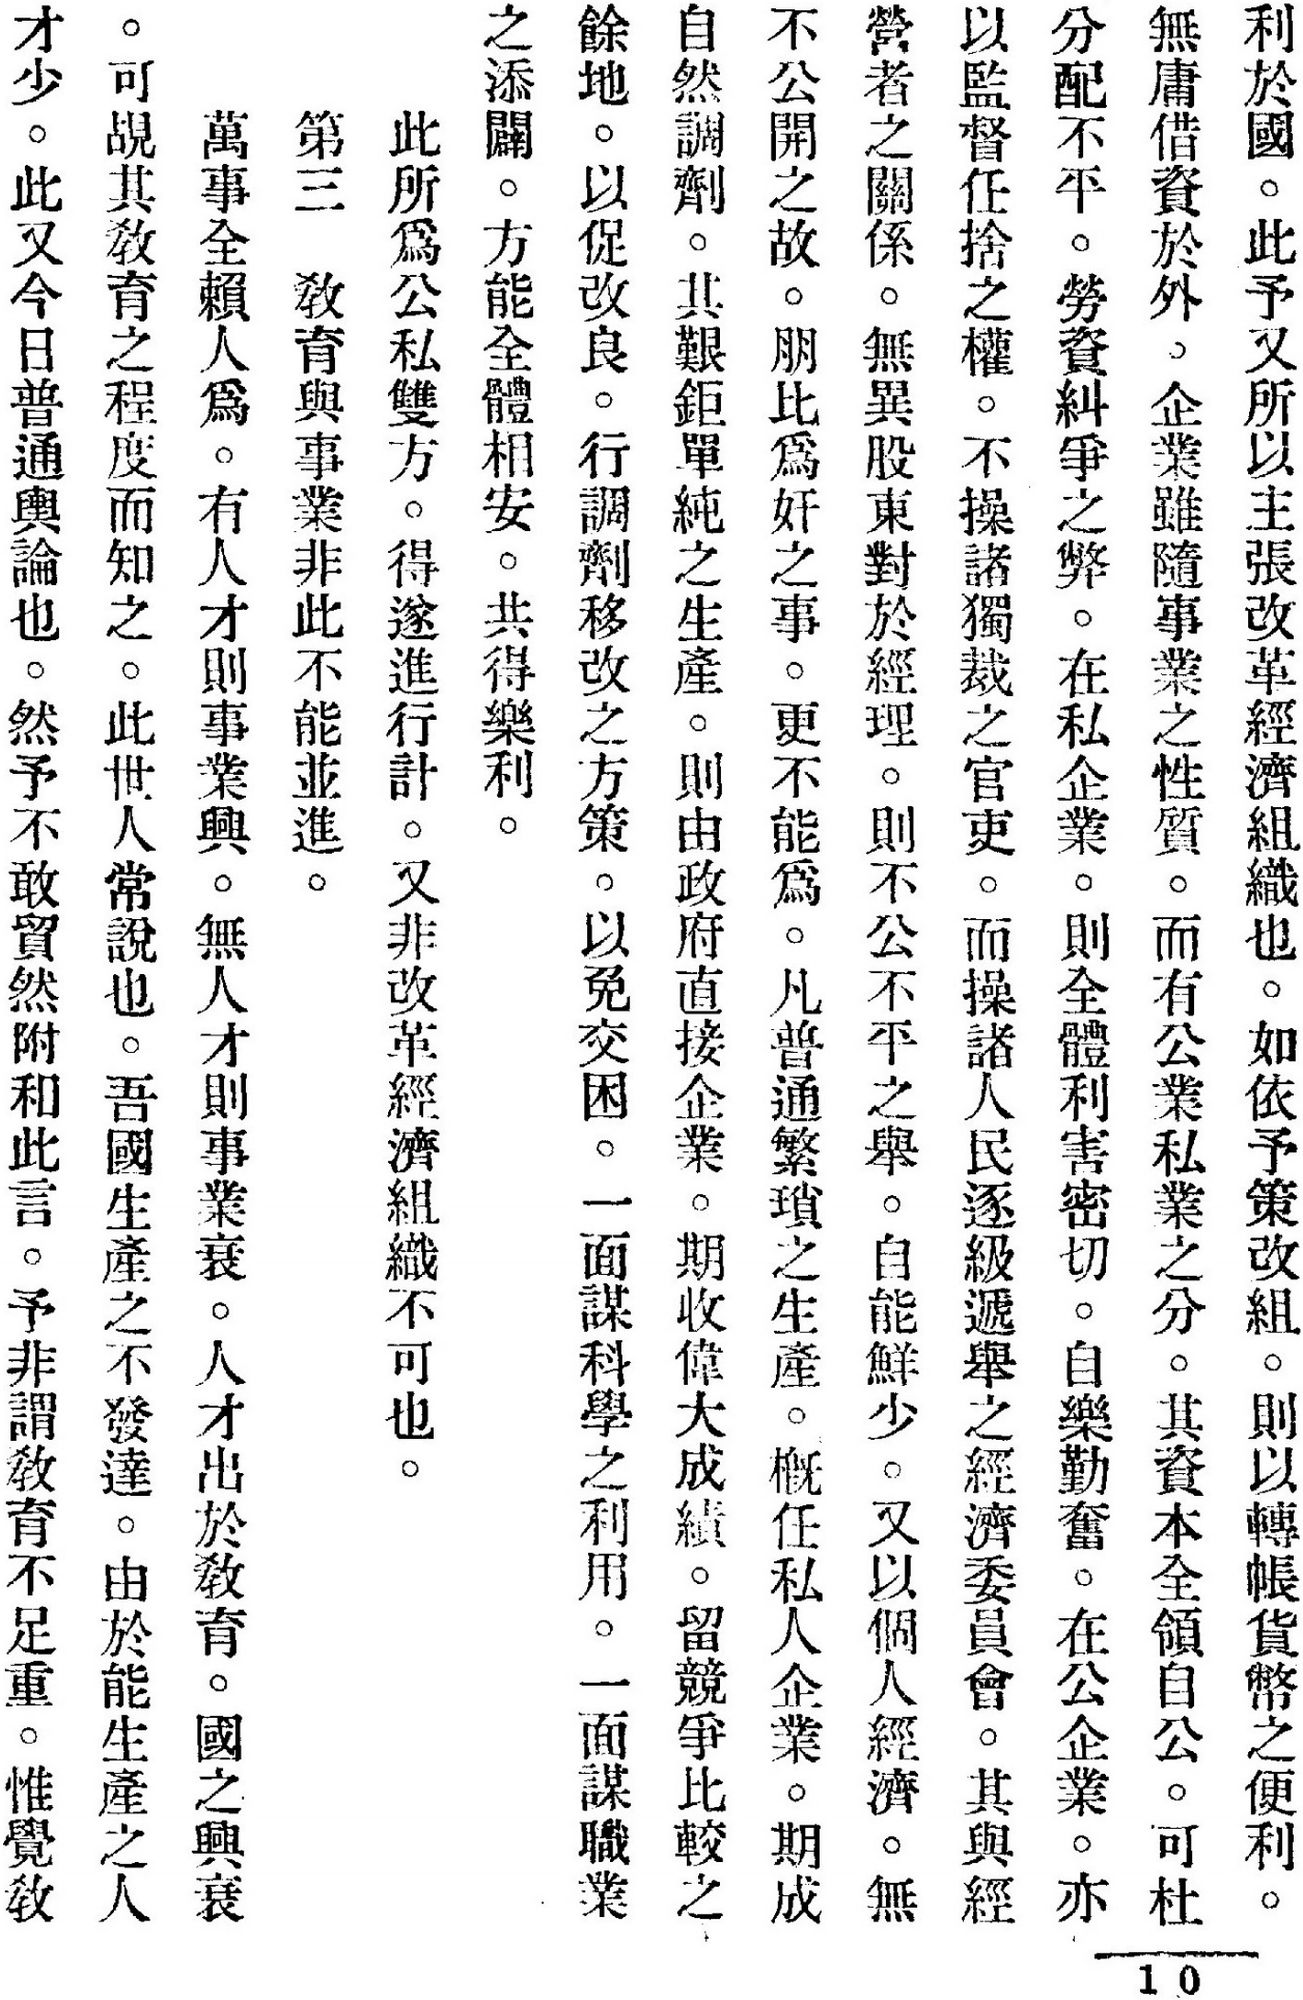 利於國。此予又所以主張改革經濟組織也。如依予策改組。則以轉帳貨幣之便利。
無庸借資於外。企業雖隨事業之性質。而有公業私業之分。其資本全領自公。可杜
分配不平。勞資糾爭之弊。在私企業。則全體利害密切。自樂勤奮。在公企業。亦
以監督任捨之權。不操諸獨裁之官吏。而操諸人民逐級遞舉之經濟委員會。其與經
營者之關係。無異股東對於經理。則不公不平之舉。自能鮮少。又以個人經濟。無
不公開之故。朋比爲奸之事。更不能爲。凡普通繁瑣之生產。槪任私人企業。期成
自然調劑。其艱鉅單純之生產。則由政府直接企業。期收偉大成績。留競爭比較之
餘地。以促改良。行調劑移改之方策。以免交困。一面謀科學之利用。一面謀職業
之添闢。方能全體相安。共得樂利。
此所爲公私雙方。得遂進行計。又非改革經濟組織不可也。
第三　敎育與事業非此不能並進。
萬事全賴人爲。有人才則事業興。無人才則事業衰。人才出於敎育。國之興衰
。可覘其敎育之程度而知之。此世人常說也。吾國生產之不發達。由於能生產之人
才少。此又今日普通輿論也。然予不敢貿然附和此言。予非謂敎育不足重。惟覺敎
10